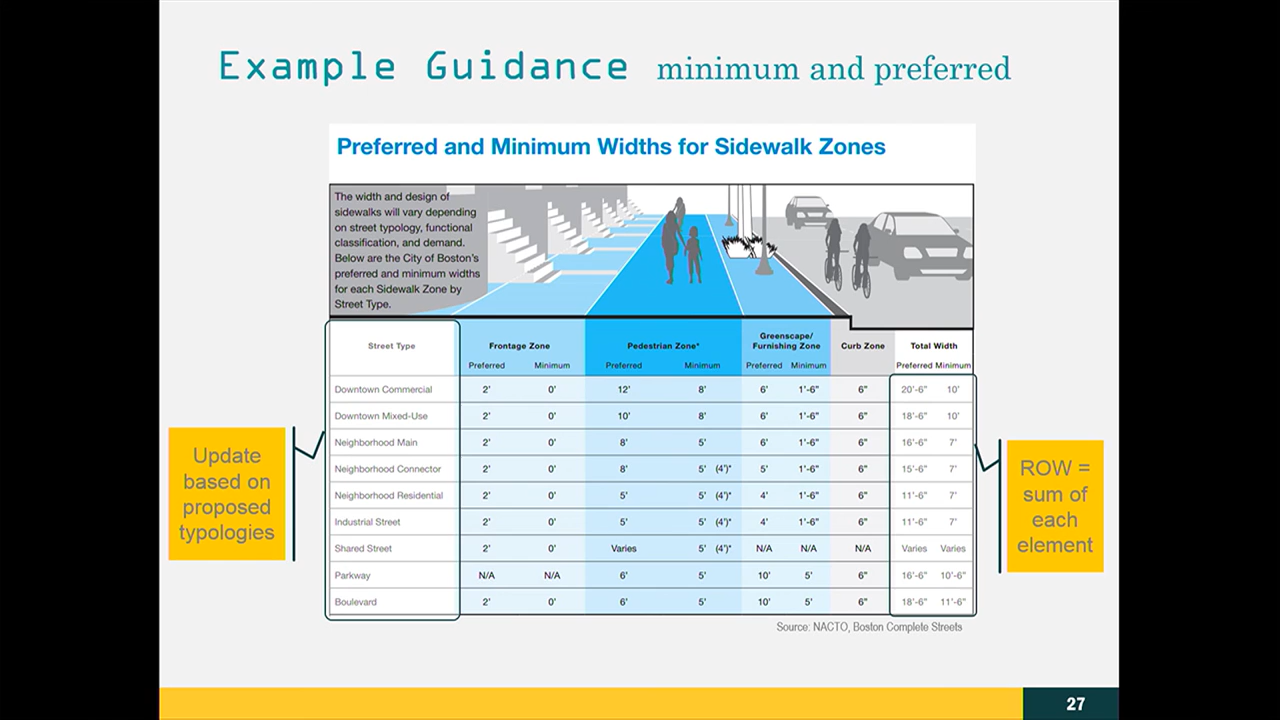 Example Guidance minimum and preferred
Preferred and Minimum Widths for Sidewalk Zones
The width and design of
sidewalks will vary depending
on street typology, functional
classification, and demand.
Below are the City of Boston's
preferred and minimum widths
for each Sidewalk Zone by
Street Type.
Street Type Frontage Zone Pedestrian Zone* Greenscape/ Furnishing Zone Curb Zone Total Width
Preferred Minimum Preferred Minimum Preferred Minimum Preferred Minimum
Downtown Commercial 2' 0' 12' 8' 6' 1'-6" 6" 20'-6" 10'
Downtown Mixed-Use 2' 0' 10' 8' 6' 1'-6" 6" 18'-6" 10'
Neighborhood Main 2' 0' 8' 5' 6' 1'-6" 6" 16'-6" 7'
Neighborhood Connector 2' 0' 8' 5' (4')* 5' 1'-6" 6" 15'-6" 7'
Neighborhood Residential 2' 0' 5' 5' (4')* 4' 1'-6" 6" 11'-6" 7'
Industrial Street 2' 0' 5' 5' (4')* 4' 1'-6" 6" 11'-6" 7'
Shared Street 2' 0' Varies 5' (4')* N/A N/A N/A Varies Varies
Parkway N/A N/A 6' 5' 10' 5' 6" 16'-6" 10'-6"
Boulevard 2' 0' 6' 5' 10' 5' 6" 18'-6" 11'-6"
Update
based on
proposed
typologies
ROW =
sum of
each
element
Source: NACTO, Boston Complete Streets
27